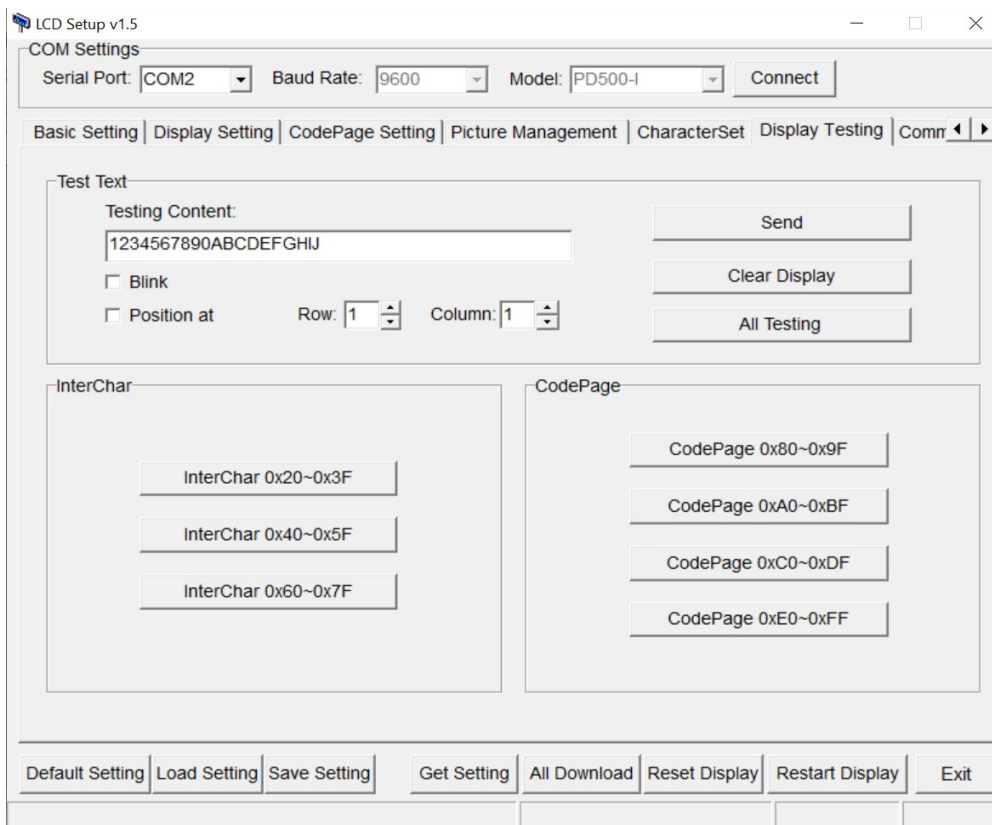 LCD Setup v1.5
COM Settings
Serial Port: COM2 Baud Rate: 9600 Model: PD500-I Connect
Basic Setting Display Setting CodePage Setting Picture Management CharacterSet Display Testing Comm
Test Text
Testing Content:
1234567890ABCDEFGHIJ
Send
Blink
Clear Display
Position at Row: 1 Column: 1
All Testing
InterChar
InterChar 0x20~0x3F
InterChar 0x40~0x5F
InterChar 0x60~0x7F
CodePage
CodePage 0x80~0x9F
CodePage 0xA0~0xBF
CodePage 0xC0~0xDF
CodePage 0xE0~0xFF
Default Setting Load Setting Save Setting Get Setting All Download Reset Display Restart Display Exit